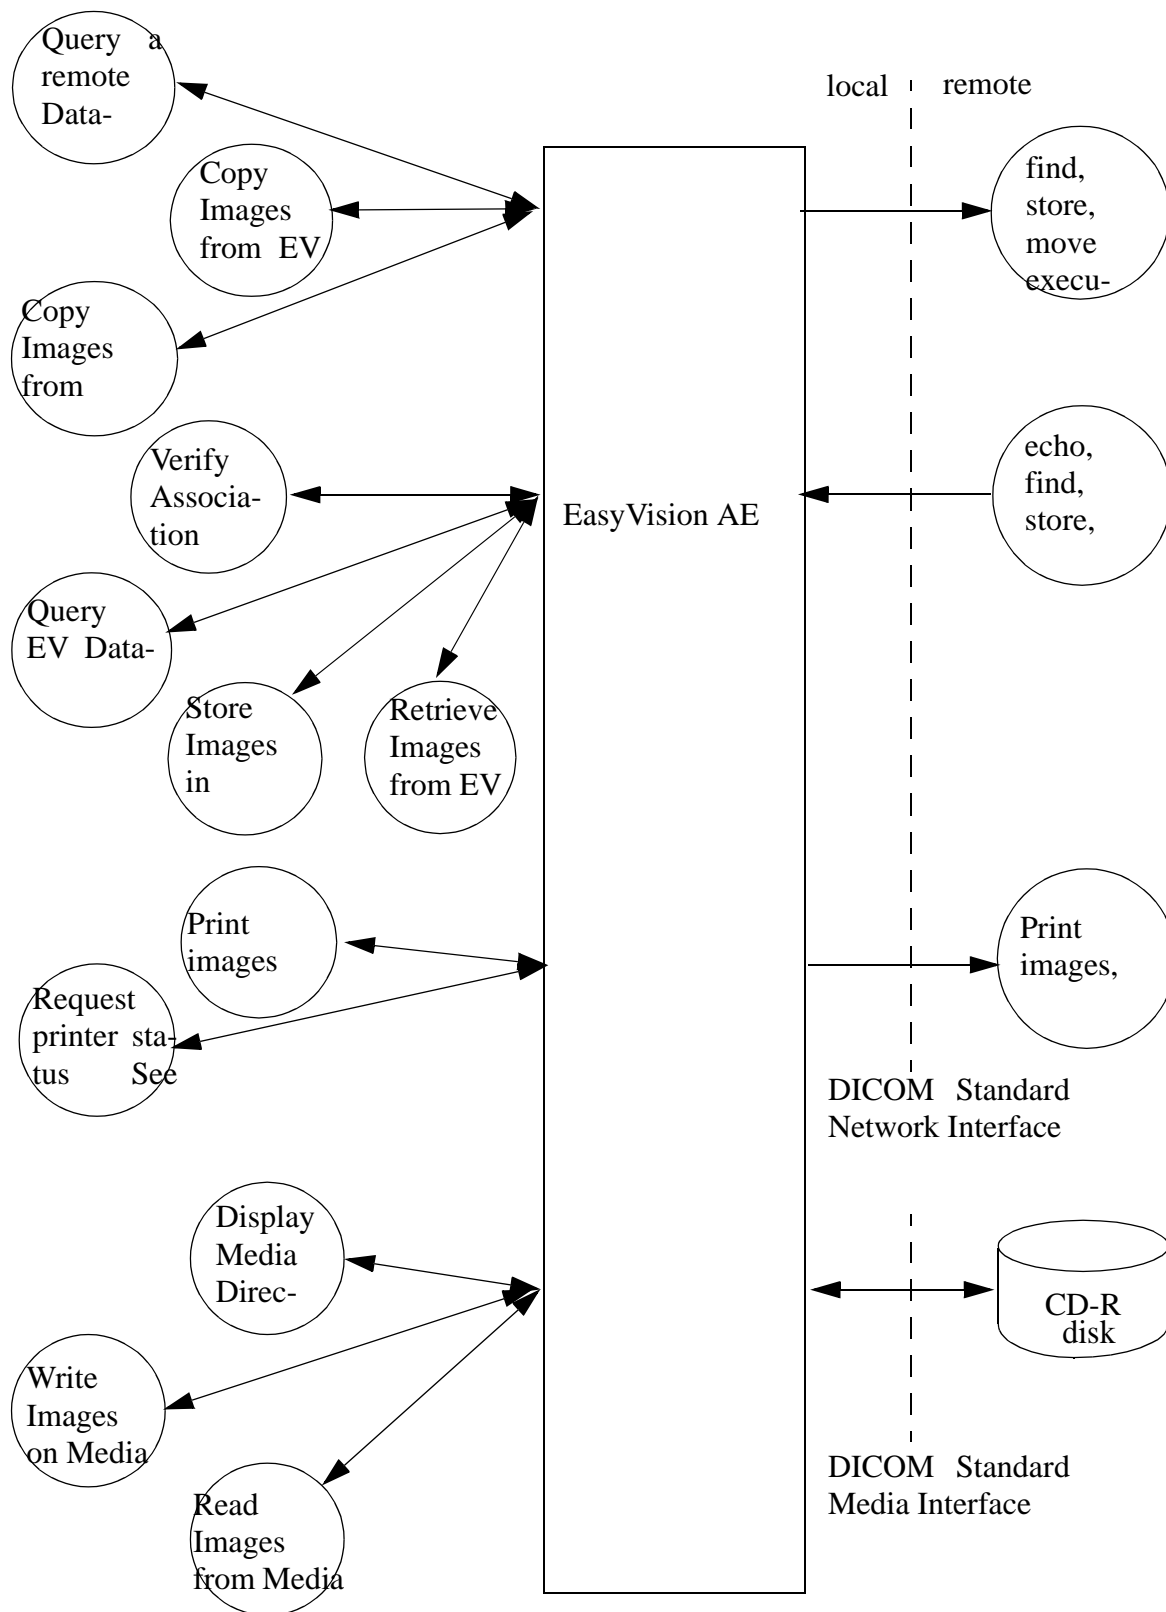 Query a
remote
Data-
local
remote
Copy
Images
from EV
find,
store,
move
execu-
Copy
Images
from
Verify
Associa-
tion
echo,
find,
store,
EasyVision AE
Query
EV Data-
Store
Images
in
Retrieve
Images
from EV
Print
images
Print
images,
Request
printer sta-
tus See
DICOM Standard
Network Interface
Display
Media
Direc-
CD-R
disk
Write
Images
on Media
DICOM Standard
Media Interface
Read
Images
from Media